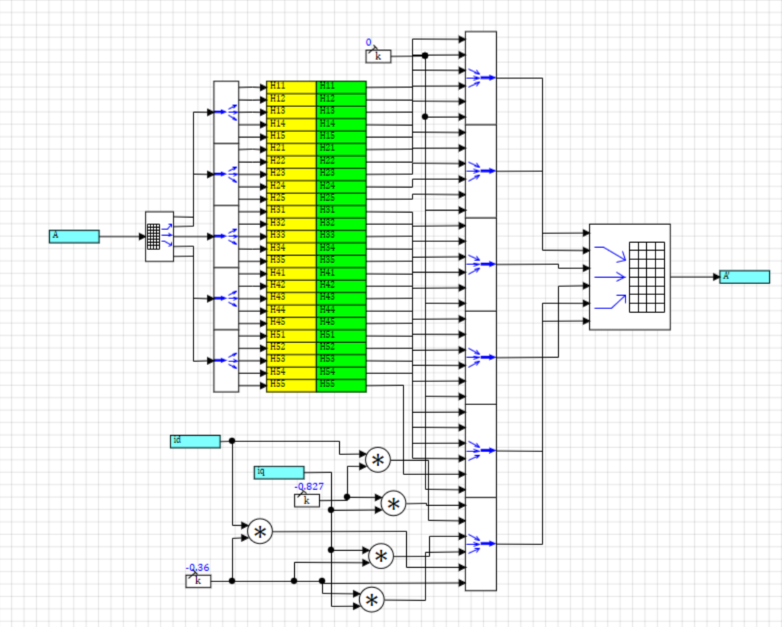 0
k
H11 H11
H12 H12
H13 H13
H14 H14
H15 H15
H21 H21
H22 H22
H23 H23
H24 H24
H25 H25
H31 H31
H32 H32
H33 H33
H34 H34
H35 H35
H41 H41
H42 H42
H43 H43
H44 H44
H45 H45
H51 H51
H52 H52
H53 H53
H54 H54
H55 H55
A
A'
id
iq
-0.827
k
-0.36
k